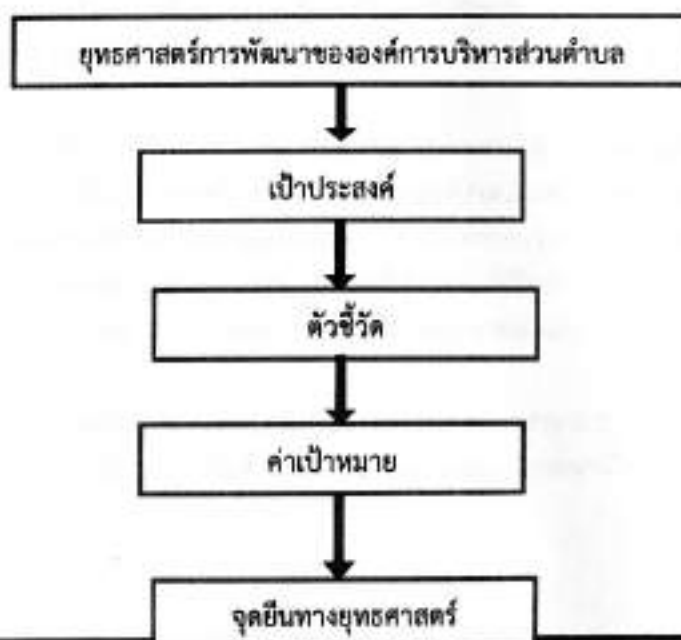 ยุทธศาสตร์การพัฒนาขององค์การบริหารส่วนตำบล
เป้าประสงค์
ตัวชี้วัด
ค่าเป้าหมาย
จุดยืนทางยุทธศาสตร์